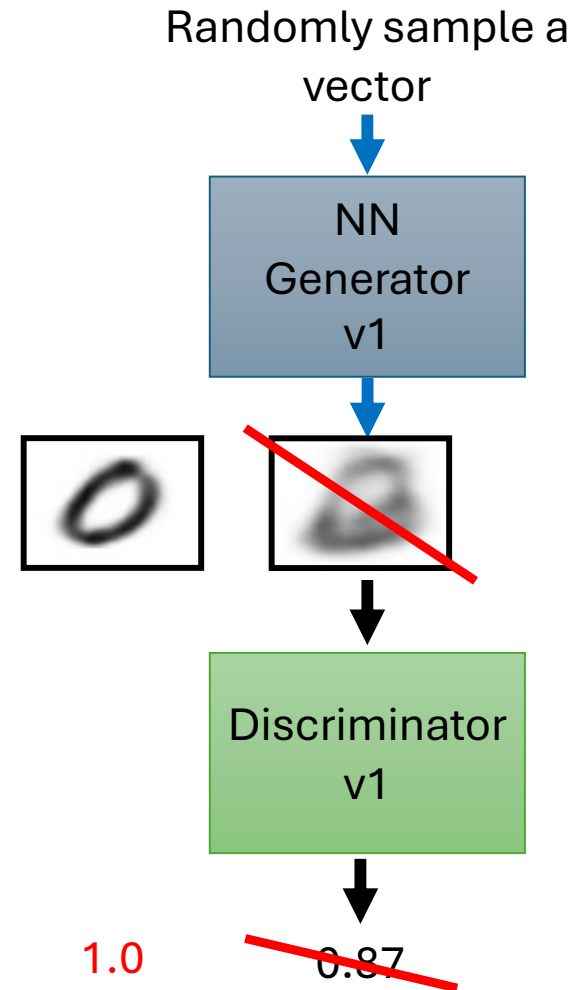 Randomly sample a
vector
NN
Generator
v1
Discriminator
v1
1.0
0.87